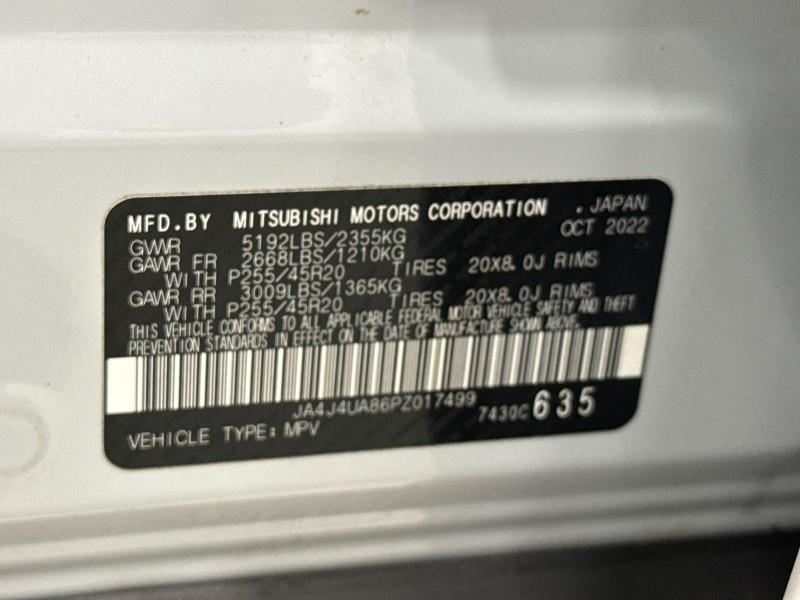 MFD.BY MITSUBISHI MOTORS CORPORATION , JAPAN
GVWR 5192LBS/2355KG OCT 2022
GAWR FR 2668LBS/1210KG
WITH P255/45R20 TIRES 20X8.0J RIMS
GAWR RR 3009LBS/1365KG
WITH P255/45R20 TIRES 20X8.0J RIMS
THIS VEHICLE CONFORMS TO ALL APPLICABLE FEDERAL MOTOR VEHICLE SAFETY AND THEFT
PREVENTION STANDARDS IN EFFECT ON THE DATE OF MANUFACTURE SHOWN ABOVE.
JA4J4UA86PZ017499
VEHICLE TYPE: MPV 7430C 635